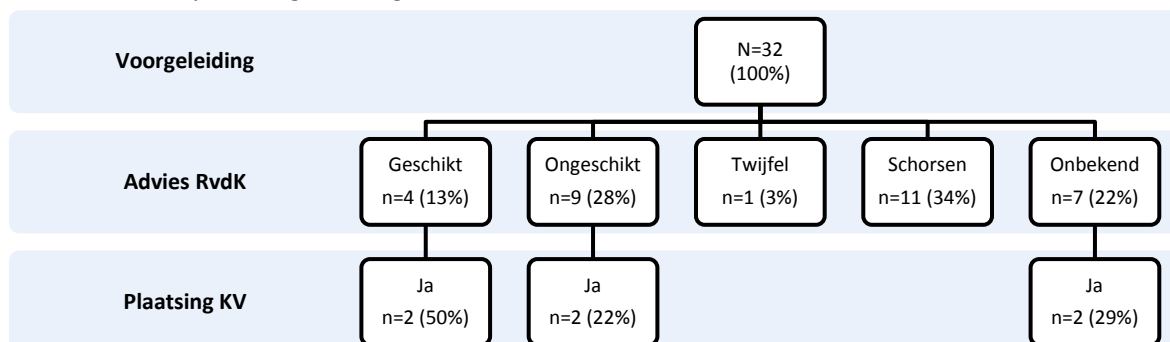 Voorgeleiding
N=32
(100%)
Advies RvdK
Geschikt
n=4 (13%)
Ongeschikt
n=9 (28%)
Twijfel
n=1 (3%)
Schorsen
n=11 (34%)
Onbekend
n=7 (22%)
Plaatsing KV
Ja
n=2 (50%)
Ja
n=2 (22%)
Ja
n=2 (29%)